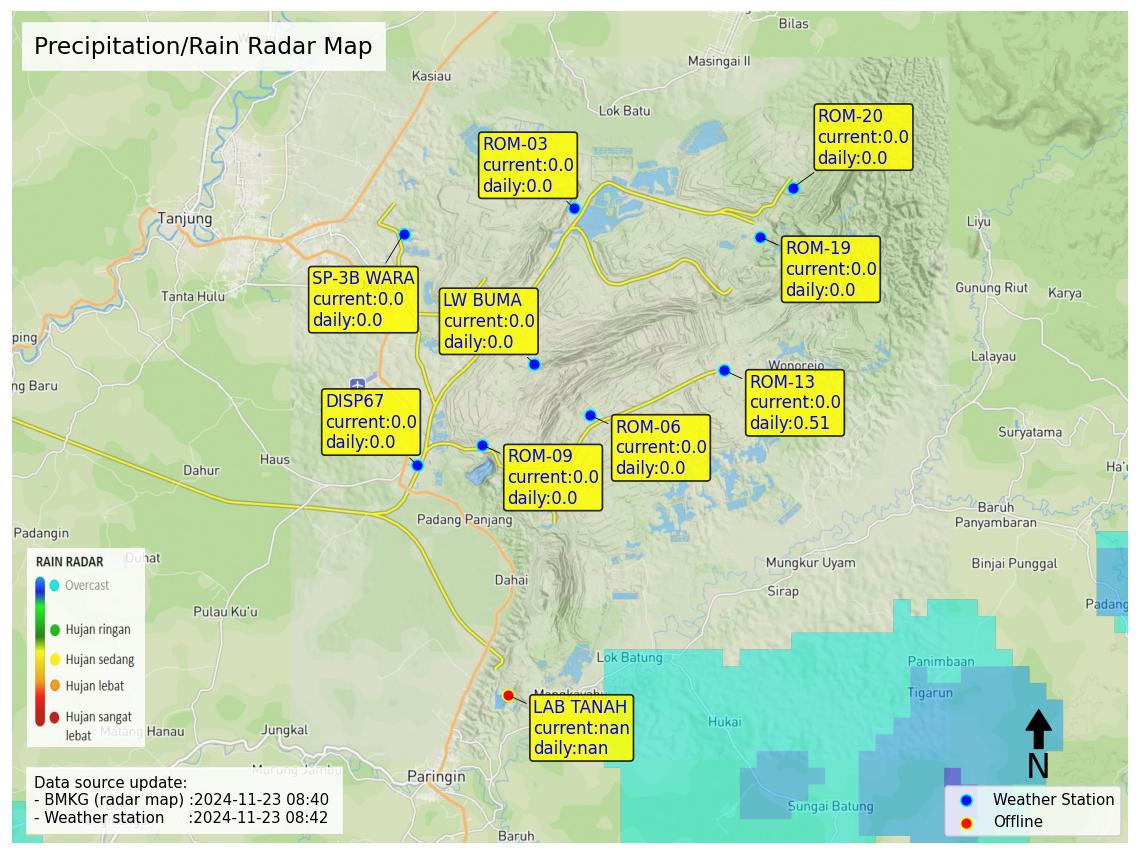 Precipitation/Rain Radar Map
Bilas
Masingai II
Kasiau
Lok Batu
ROM-20
current:0.0
daily:0.0
ROM-03
current:0.0
daily:0.0
Tanjung
Liyu
ROM-19
current:0.0
daily:0.0
SP-3B WARA
current:0.0
daily:0.0
LW BUMA
current:0.0
daily:0.0
Tanta Hulu
Gunung Riut
Karya
ping
Lalayau
ng Baru
Wonorejo
ROM-13
current:0.0
daily:0.51
DISP67
current:0.0
daily:0.0
ROM-06
current:0.0
daily:0.0
Suryatama
ROM-09
current:0.0
daily:0.0
Haus
Dahur
Ha'u
Baruh
Panyambaran
Padang Panjang
Padangin
Duhat
Mungkur Uyam
Binjai Punggal
Dahai
Sirap
Padang
Pulau Ku'u
RAIN RADAR
Overcast
Hujan ringan
Hujan sedang
Hujan lebat
Hujan sangat
lebat
Lok Batung
Panimbaan
Tigarun
Mangkayahu
LAB TANAH
current:nan
daily:nan
Hukai
Matang Hanau
Jungkal
Murung Jambu
Paringin
N
Sungai Batung
Baruh
Data source update:
- BMKG (radar map) :2024-11-23 08:40
- Weather station :2024-11-23 08:42
Weather Station
Offline